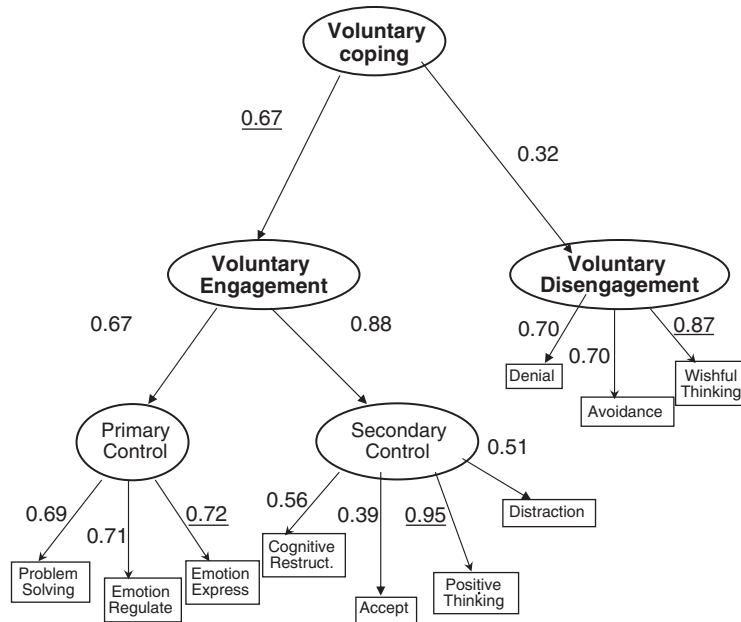 Voluntary
coping
0.67
0.32
Voluntary
Engagement
Voluntary
Disengagement
0.67
0.88
0.70
0.70
0.87
Denial
Avoidance
Wishful
Thinking
Primary
Control
Secondary
Control
0.51
0.69
0.71
0.72
0.56
0.39
0.95
Distraction
Problem
Solving
Emotion
Regulate
Emotion
Express
Cognitive
Restruct.
Accept
Positive
Thinking